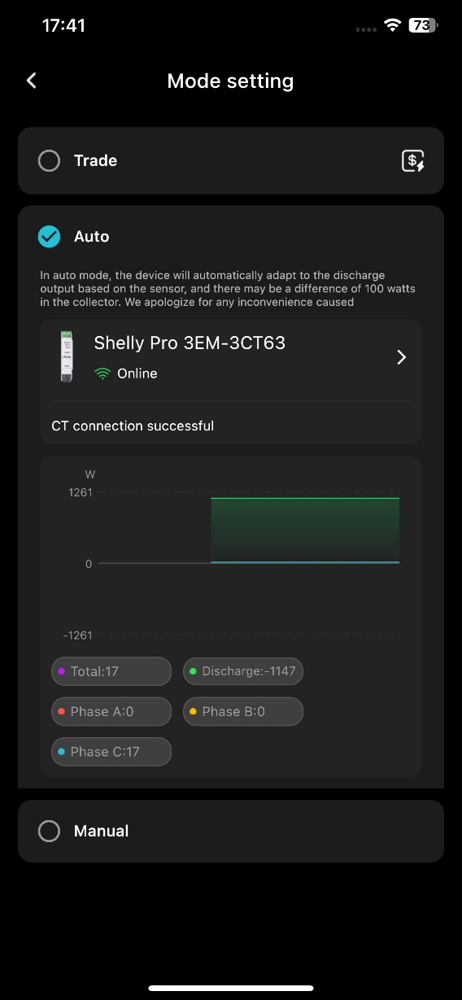 17:41
73
Mode setting
Trade
$
Auto
In auto mode, the device will automatically adapt to the discharge
output based on the sensor, and there may be a difference of 100 watts
in the collector. We apologize for any inconvenience caused
Shelly Pro 3EM-3CT63
Online
CT connection successful
W
1261
0
-1261
Total:17
Discharge:-1147
Phase A:0
Phase B:0
Phase C:17
Manual